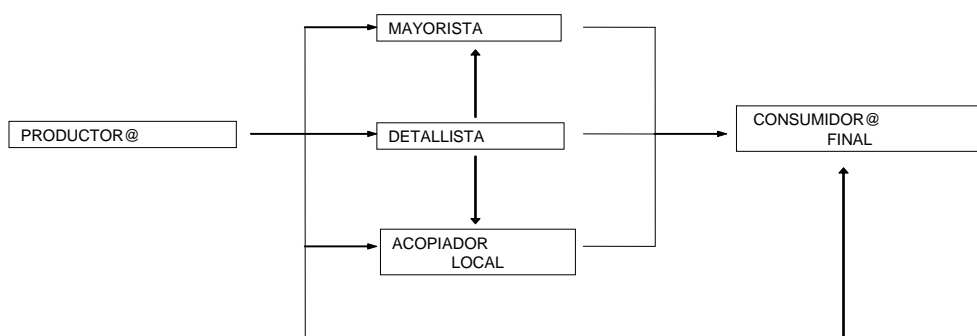 MAYORISTA
PRODUCTOR@
DETALLISTA
CONSUMIDOR@
FINAL
ACOPIADOR
LOCAL